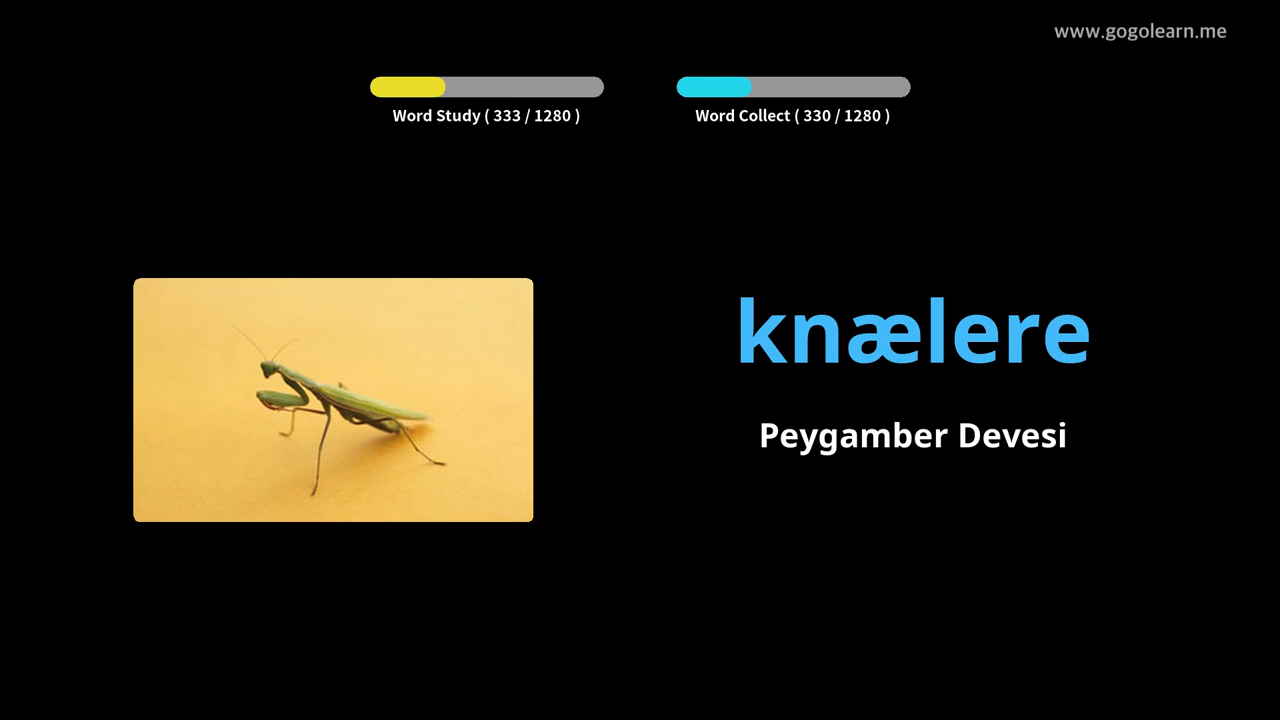 www.gogolearn.me
Word Study ( 333 / 1280 )
Word Collect ( 330 / 1280 )
knælere
Peygamber Devesi